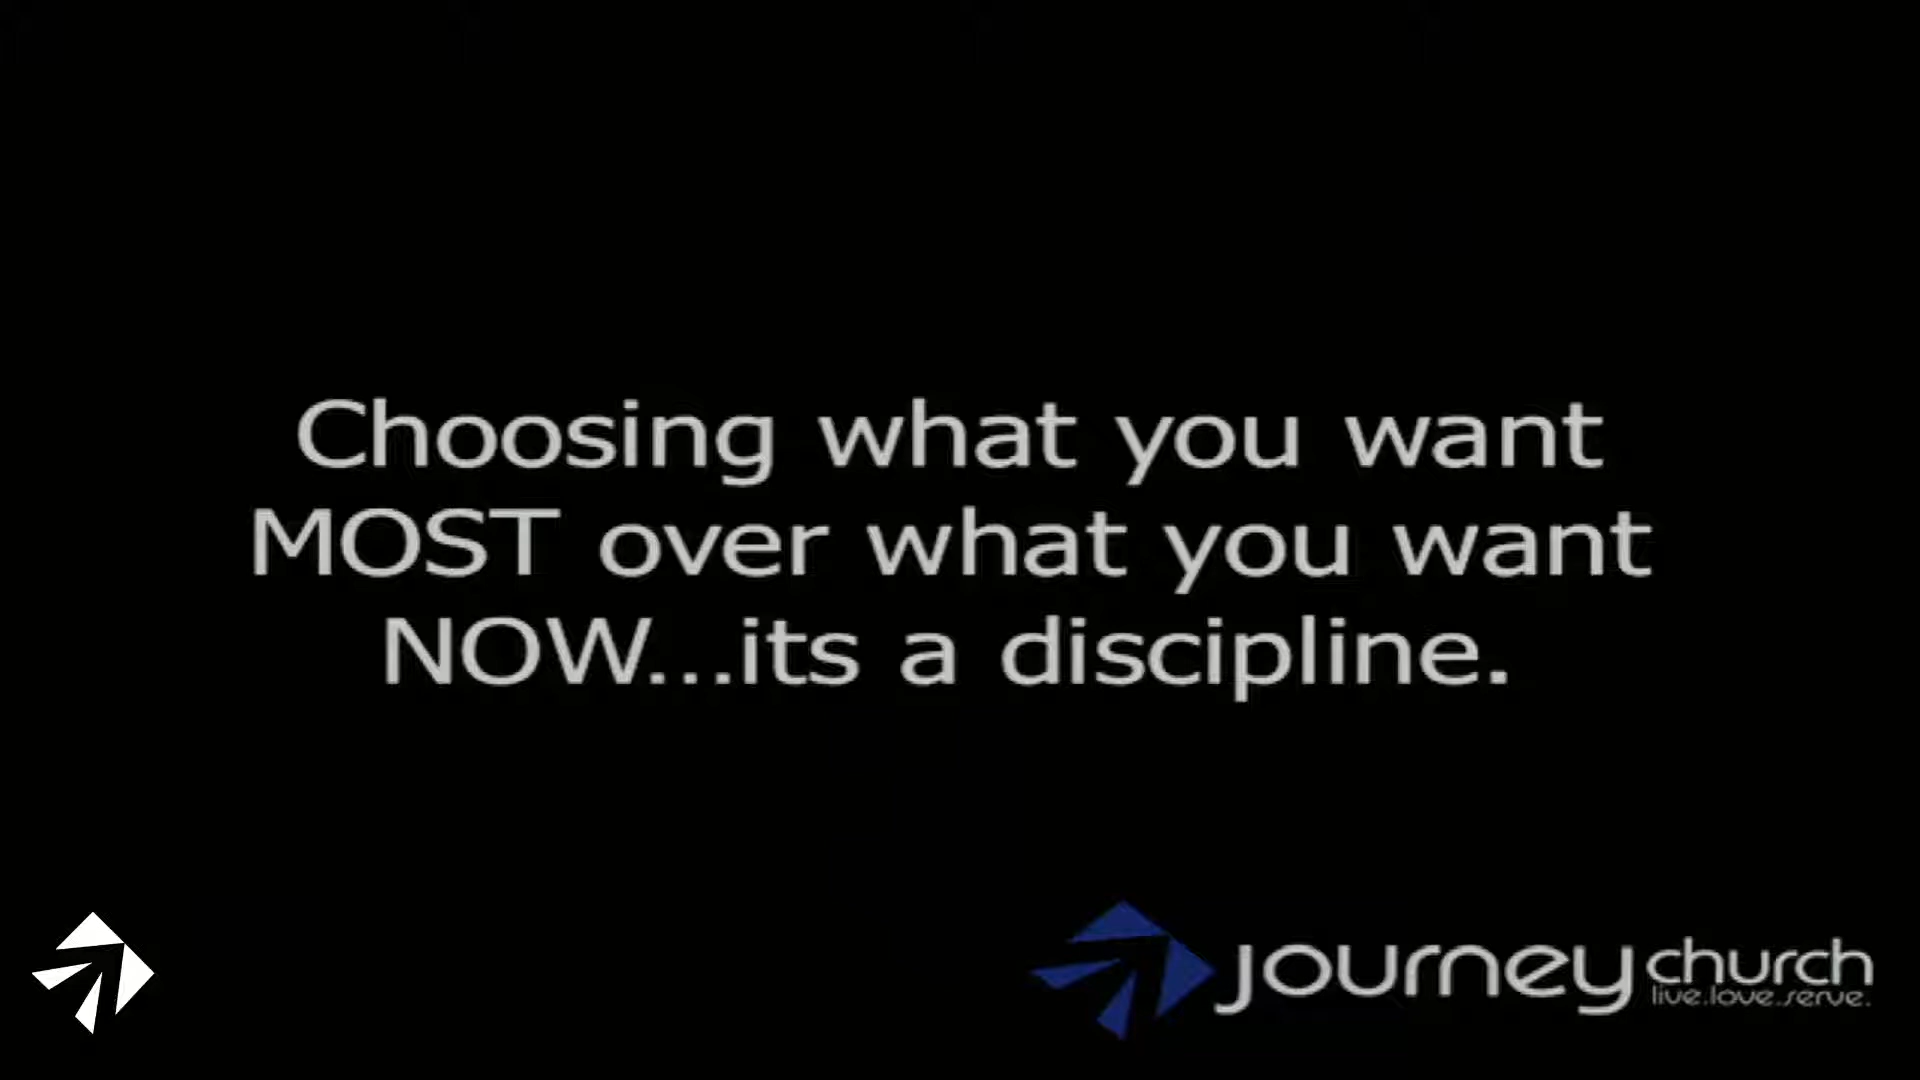 Choosing what you want
MOST over what you want
NOW...its a discipline.
journey church
live.love.serve.